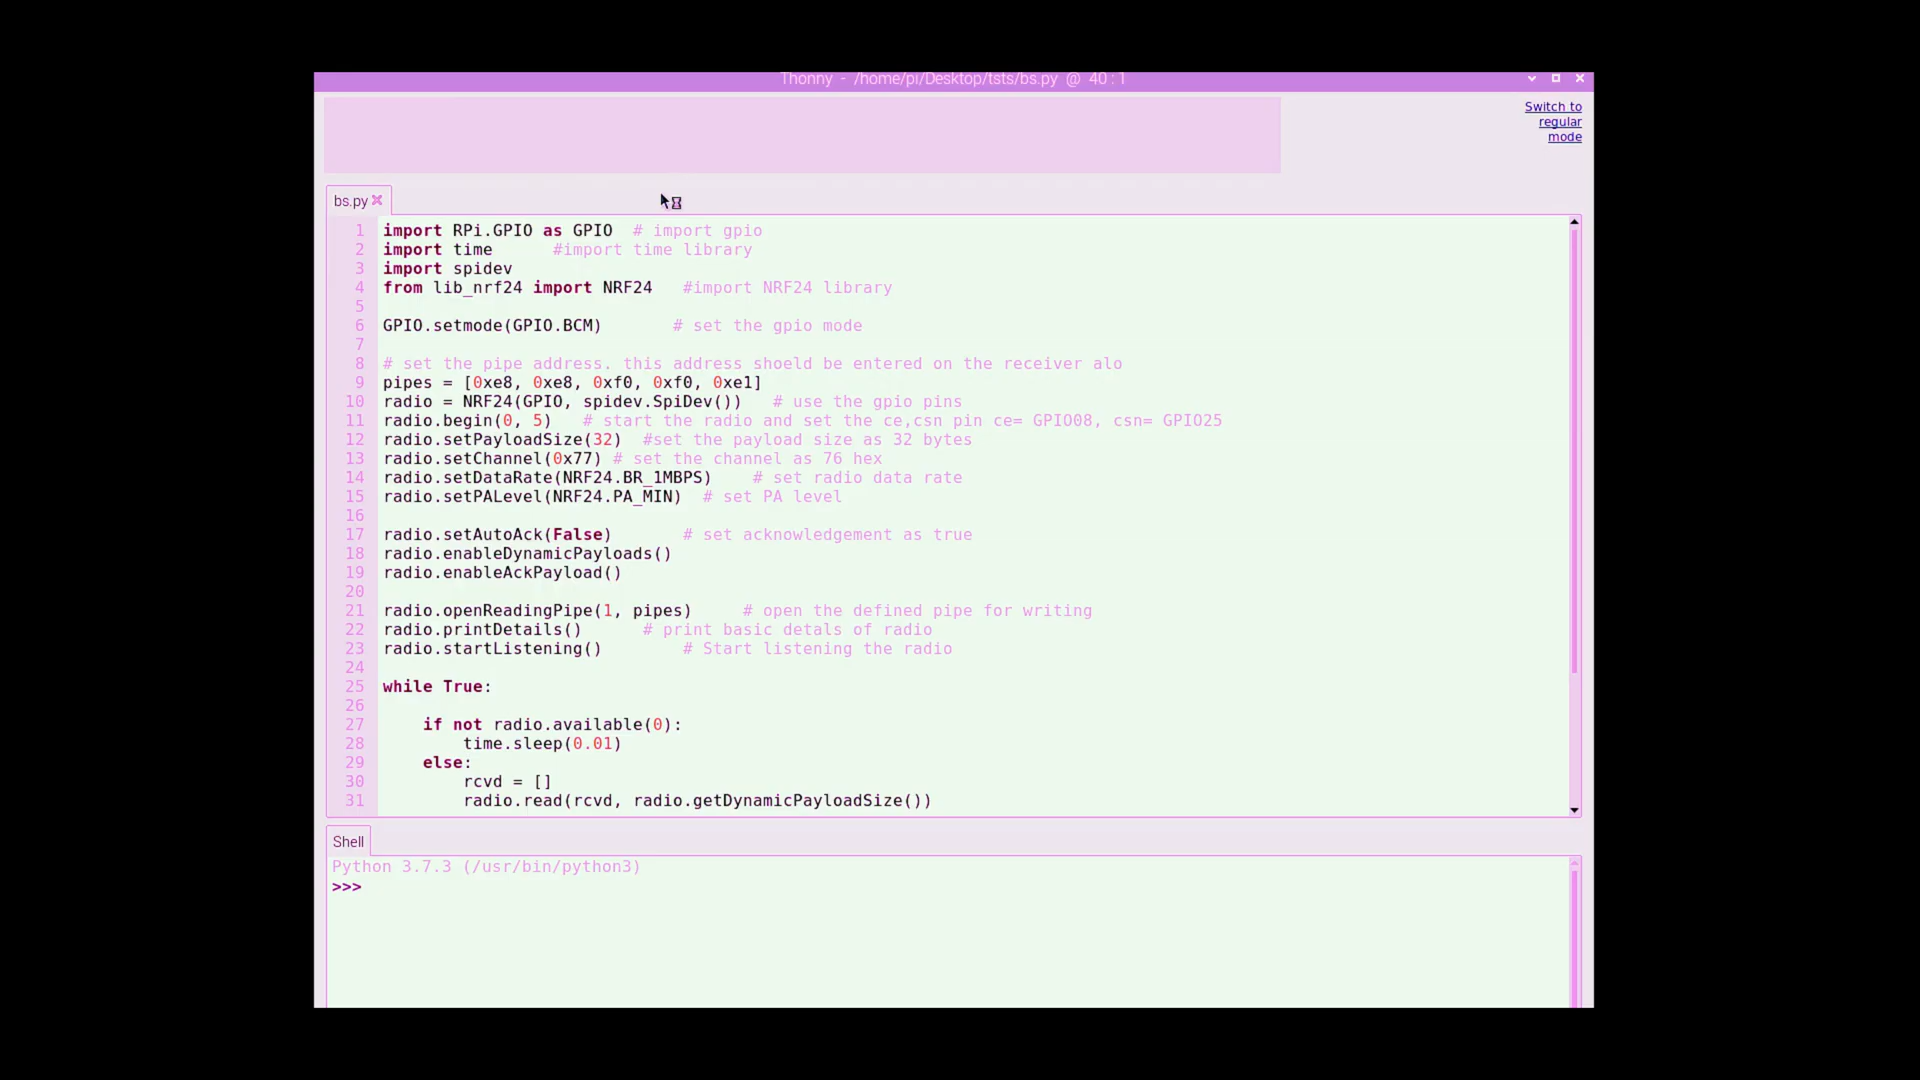 Thonny - /home/pi/Desktop/tsts/bs.py @ 40 : 1
Switch to
regular
mode
bs.py
1 import RPi.GPIO as GPIO  # import gpio
2 import time      #import time library
3 import spidev
4 from lib_nrf24 import NRF24   #import NRF24 library
5
6 GPIO.setmode(GPIO.BCM)       # set the gpio mode
7
8 # set the pipe address. this address shoeld be entered on the receiver alo
9 pipes = [0xe8, 0xe8, 0xf0, 0xf0, 0xe1]
10 radio = NRF24(GPIO, spidev.SpiDev())   # use the gpio pins
11 radio.begin(0, 5)   # start the radio and set the ce,csn pin ce= GPIO08, csn= GPIO25
12 radio.setPayloadSize(32)  #set the payload size as 32 bytes
13 radio.setChannel(0x77) # set the channel as 76 hex
14 radio.setDataRate(NRF24.BR_1MBPS)    # set radio data rate
15 radio.setPALevel(NRF24.PA_MIN)  # set PA level
16
17 radio.setAutoAck(False)       # set acknowledgement as true
18 radio.enableDynamicPayloads()
19 radio.enableAckPayload()
20
21 radio.openReadingPipe(1, pipes)     # open the defined pipe for writing
22 radio.printDetails()      # print basic detals of radio
23 radio.startListening()        # Start listening the radio
24
25 while True:
26
27     if not radio.available(0):
28         time.sleep(0.01)
29     else:
30         rcvd = []
31         radio.read(rcvd, radio.getDynamicPayloadSize())
Shell
Python 3.7.3 (/usr/bin/python3)
>>>